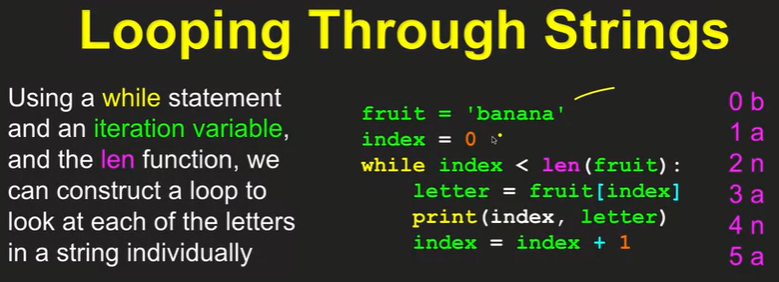 Looping Through Strings
Using a while statement
and an iteration variable,
and the len function, we
can construct a loop to
look at each of the letters
in a string individually
fruit = 'banana'
index = 0
while index < len(fruit):
    letter = fruit[index]
    print(index, letter)
    index = index + 1
0 b
1 a
2 n
3 a
4 n
5 a